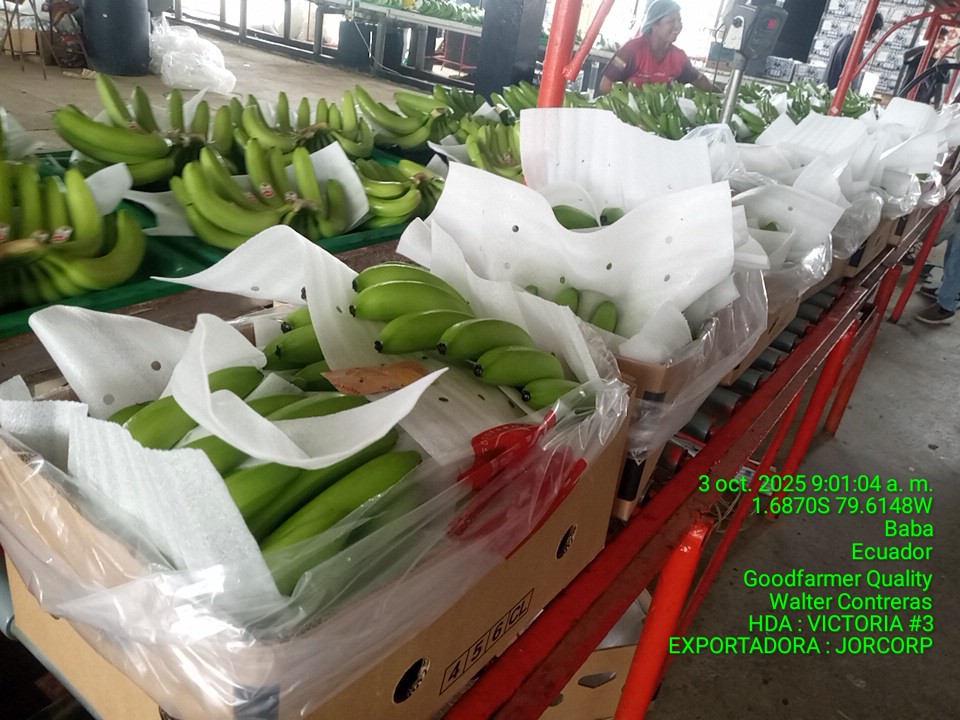 3 oct. 2025 9:01:04 a. m.
1.6870S 79.6148W
Baba
Ecuador
Goodfarmer Quality
Walter Contreras
HDA : VICTORIA #3
EXPORTADORA : JORCORP
4 5 6 CL